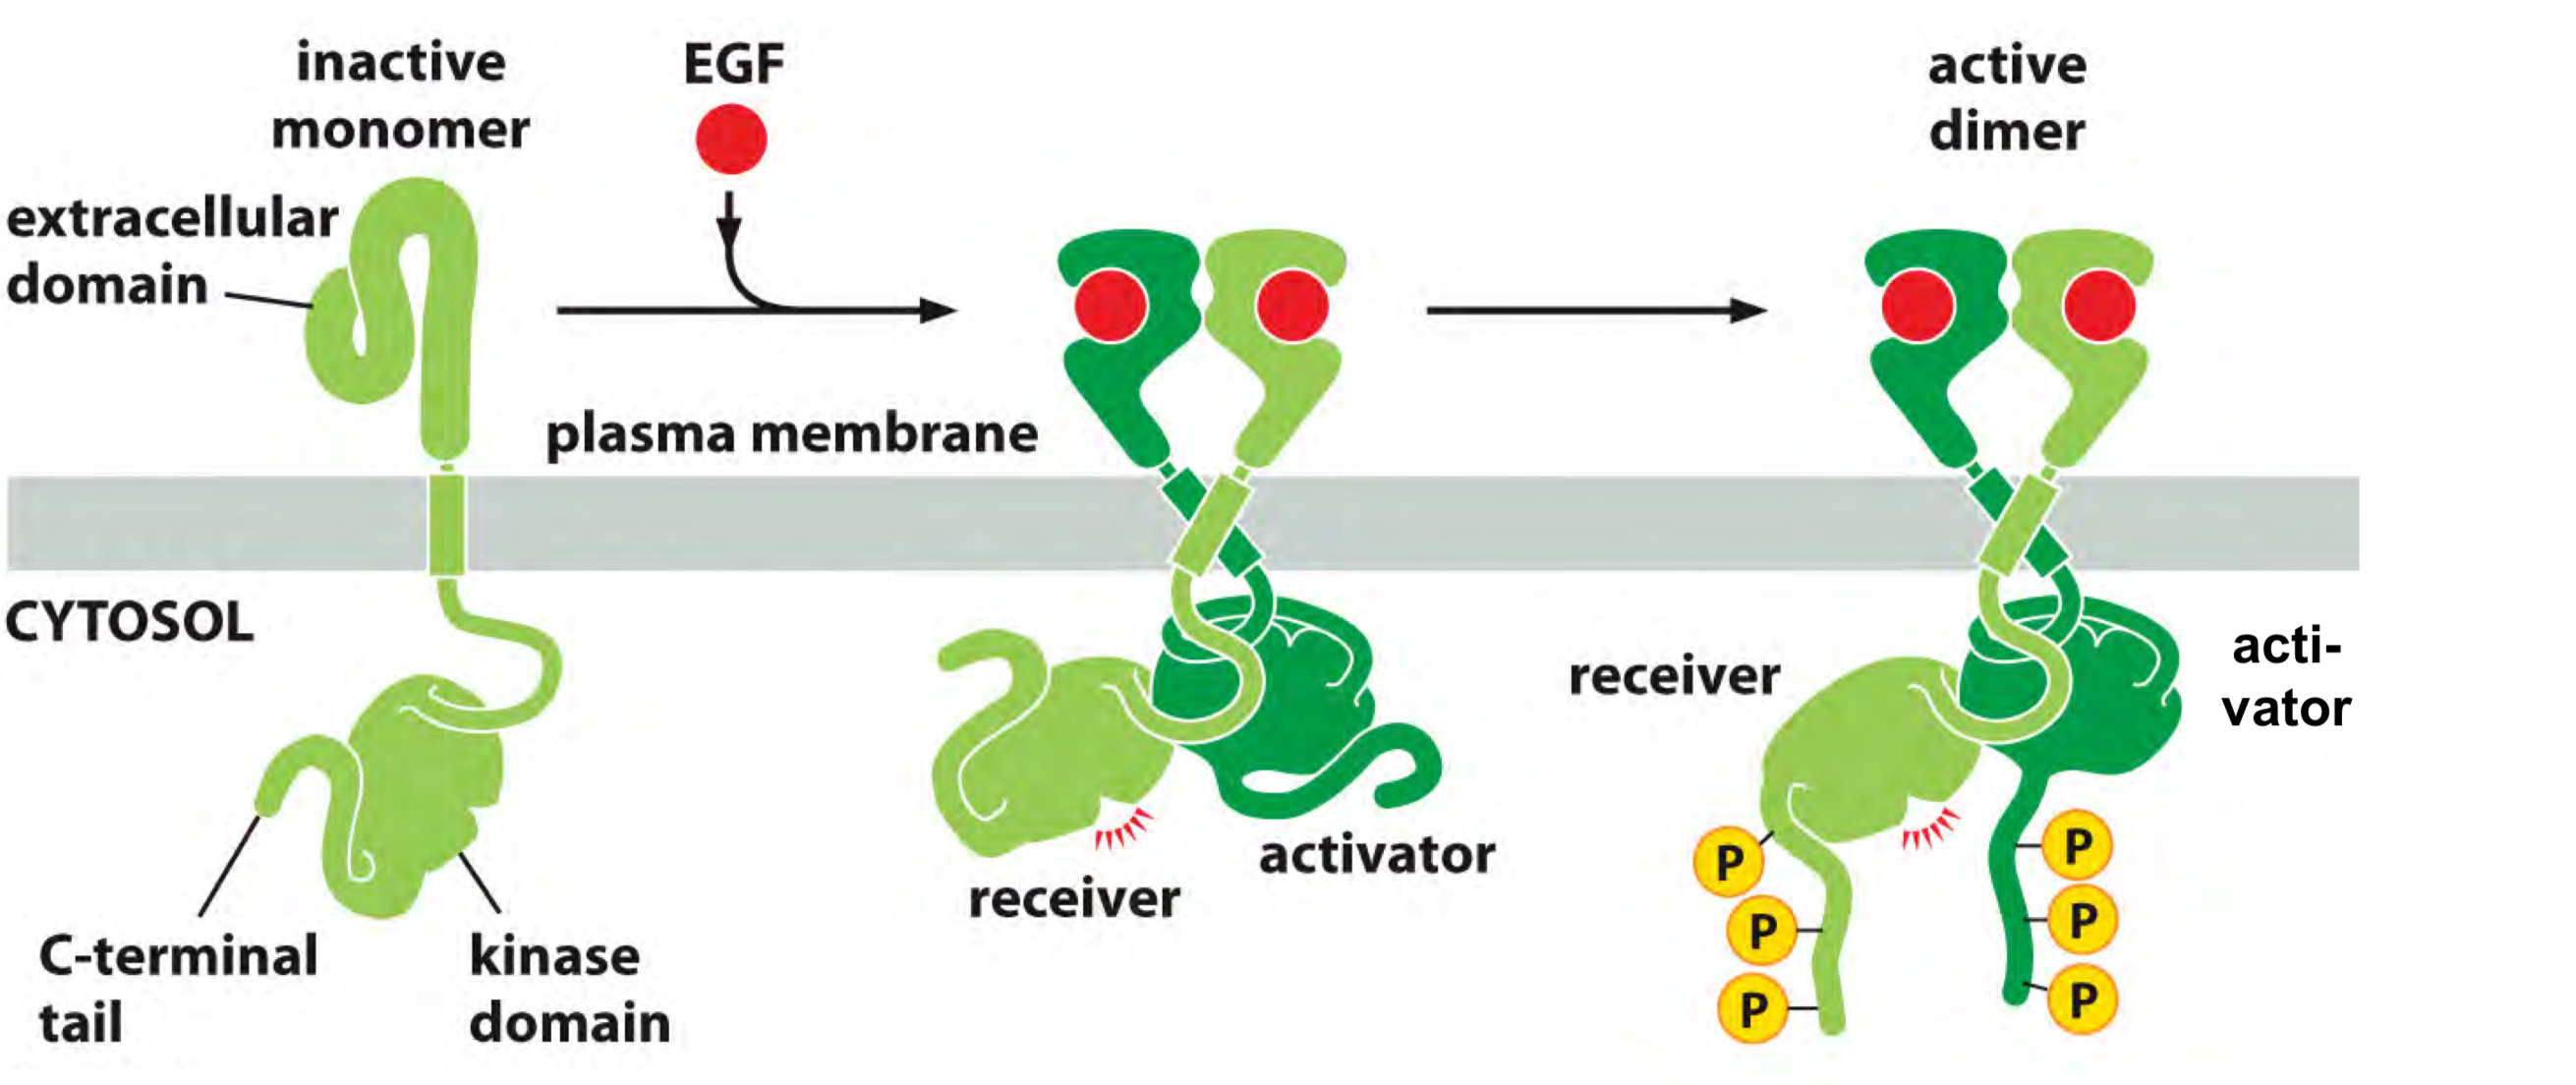 inactive
monomer
EGF
active
dimer
extracellular
domain
plasma membrane
CYTOSOL
receiver
acti-
vator
activator
receiver
P
P
P
P
P
P
C-terminal
tail
kinase
domain